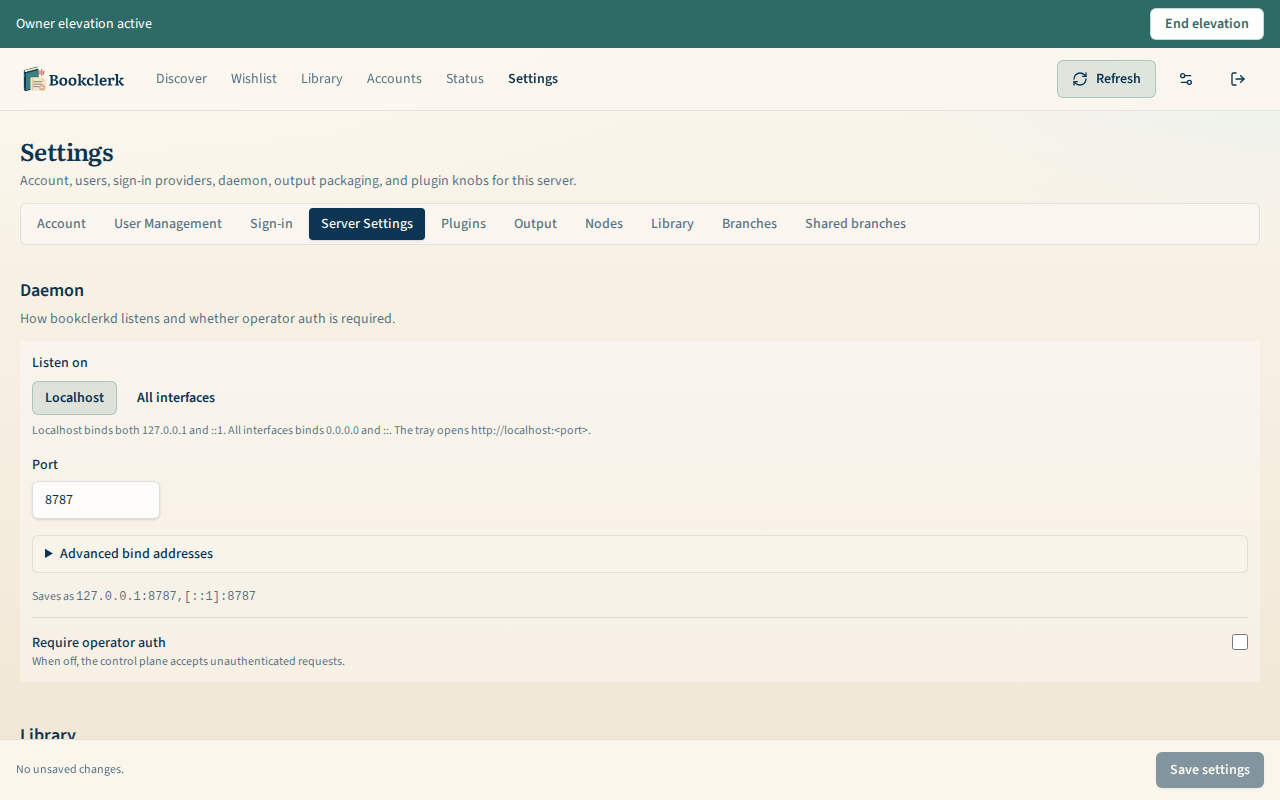 Owner elevation active
End elevation
Bookclerk
Discover
Wishlist
Library
Accounts
Status
Settings
Refresh
Settings
Account, users, sign-in providers, daemon, output packaging, and plugin knobs for this server.
Account
User Management
Sign-in
Server Settings
Plugins
Output
Nodes
Library
Branches
Shared branches
Daemon
How bookclerkd listens and whether operator auth is required.
Listen on
Localhost
All interfaces
Localhost binds both 127.0.0.1 and ::1. All interfaces binds 0.0.0.0 and ::. The tray opens http://localhost:<port>.
Port
8787
Advanced bind addresses
Saves as 127.0.0.1:8787,[::1]:8787
Require operator auth
When off, the control plane accepts unauthenticated requests.
Library
No unsaved changes.
Save settings